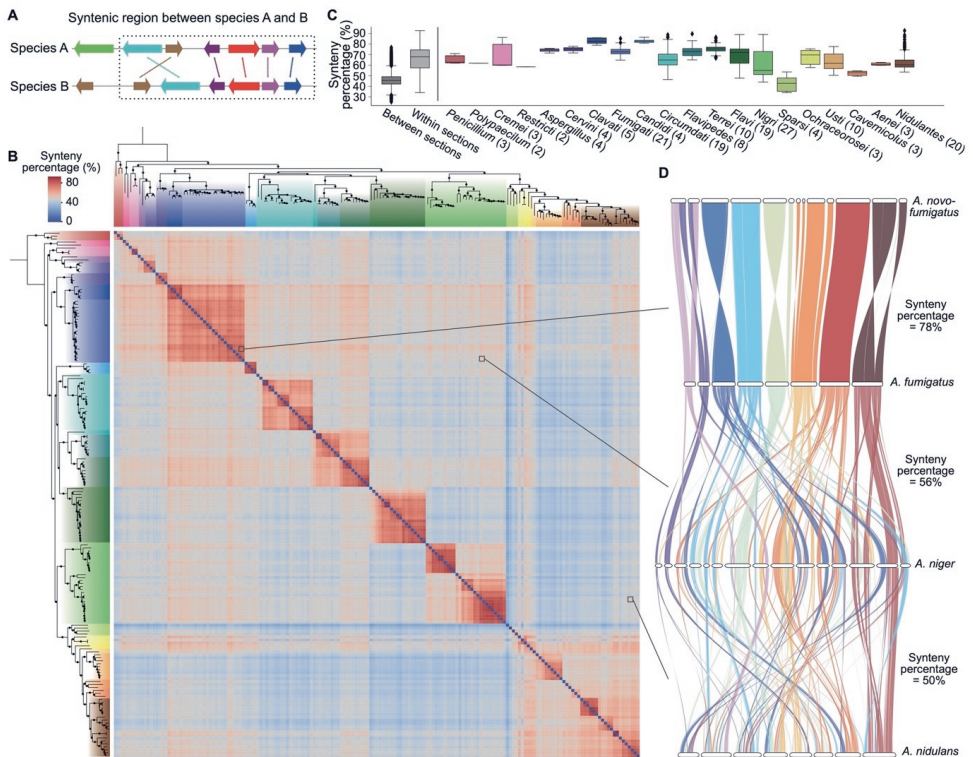 A
Syntenic region between species A and B
Species A
Species B
B
Synteny
percentage (%)
80
40
0
C
Synteny
percentage (%)
90
80
70
60
50
40
30
Between sections
Within sections
Penicillium (3)
Polypaecilum (2)
Cremei (3)
Restricti (2)
Aspergillus (4)
Cervini (4)
Clavati (5)
Fumigati (21)
Candidi (4)
Circumdati (19)
Flavipedes (8)
Terrei (10)
Flavi (19)
Nigri (27)
Sparsi (4)
Ochraceorosei (3)
Usti (10)
Cavernicolus (3)
Aenei (3)
Nidulantes (20)
D
A. novo-
fumigatus
Synteny
percentage
= 78%
A. fumigatus
Synteny
percentage
= 56%
A. niger
Synteny
percentage
= 50%
A. nidulans